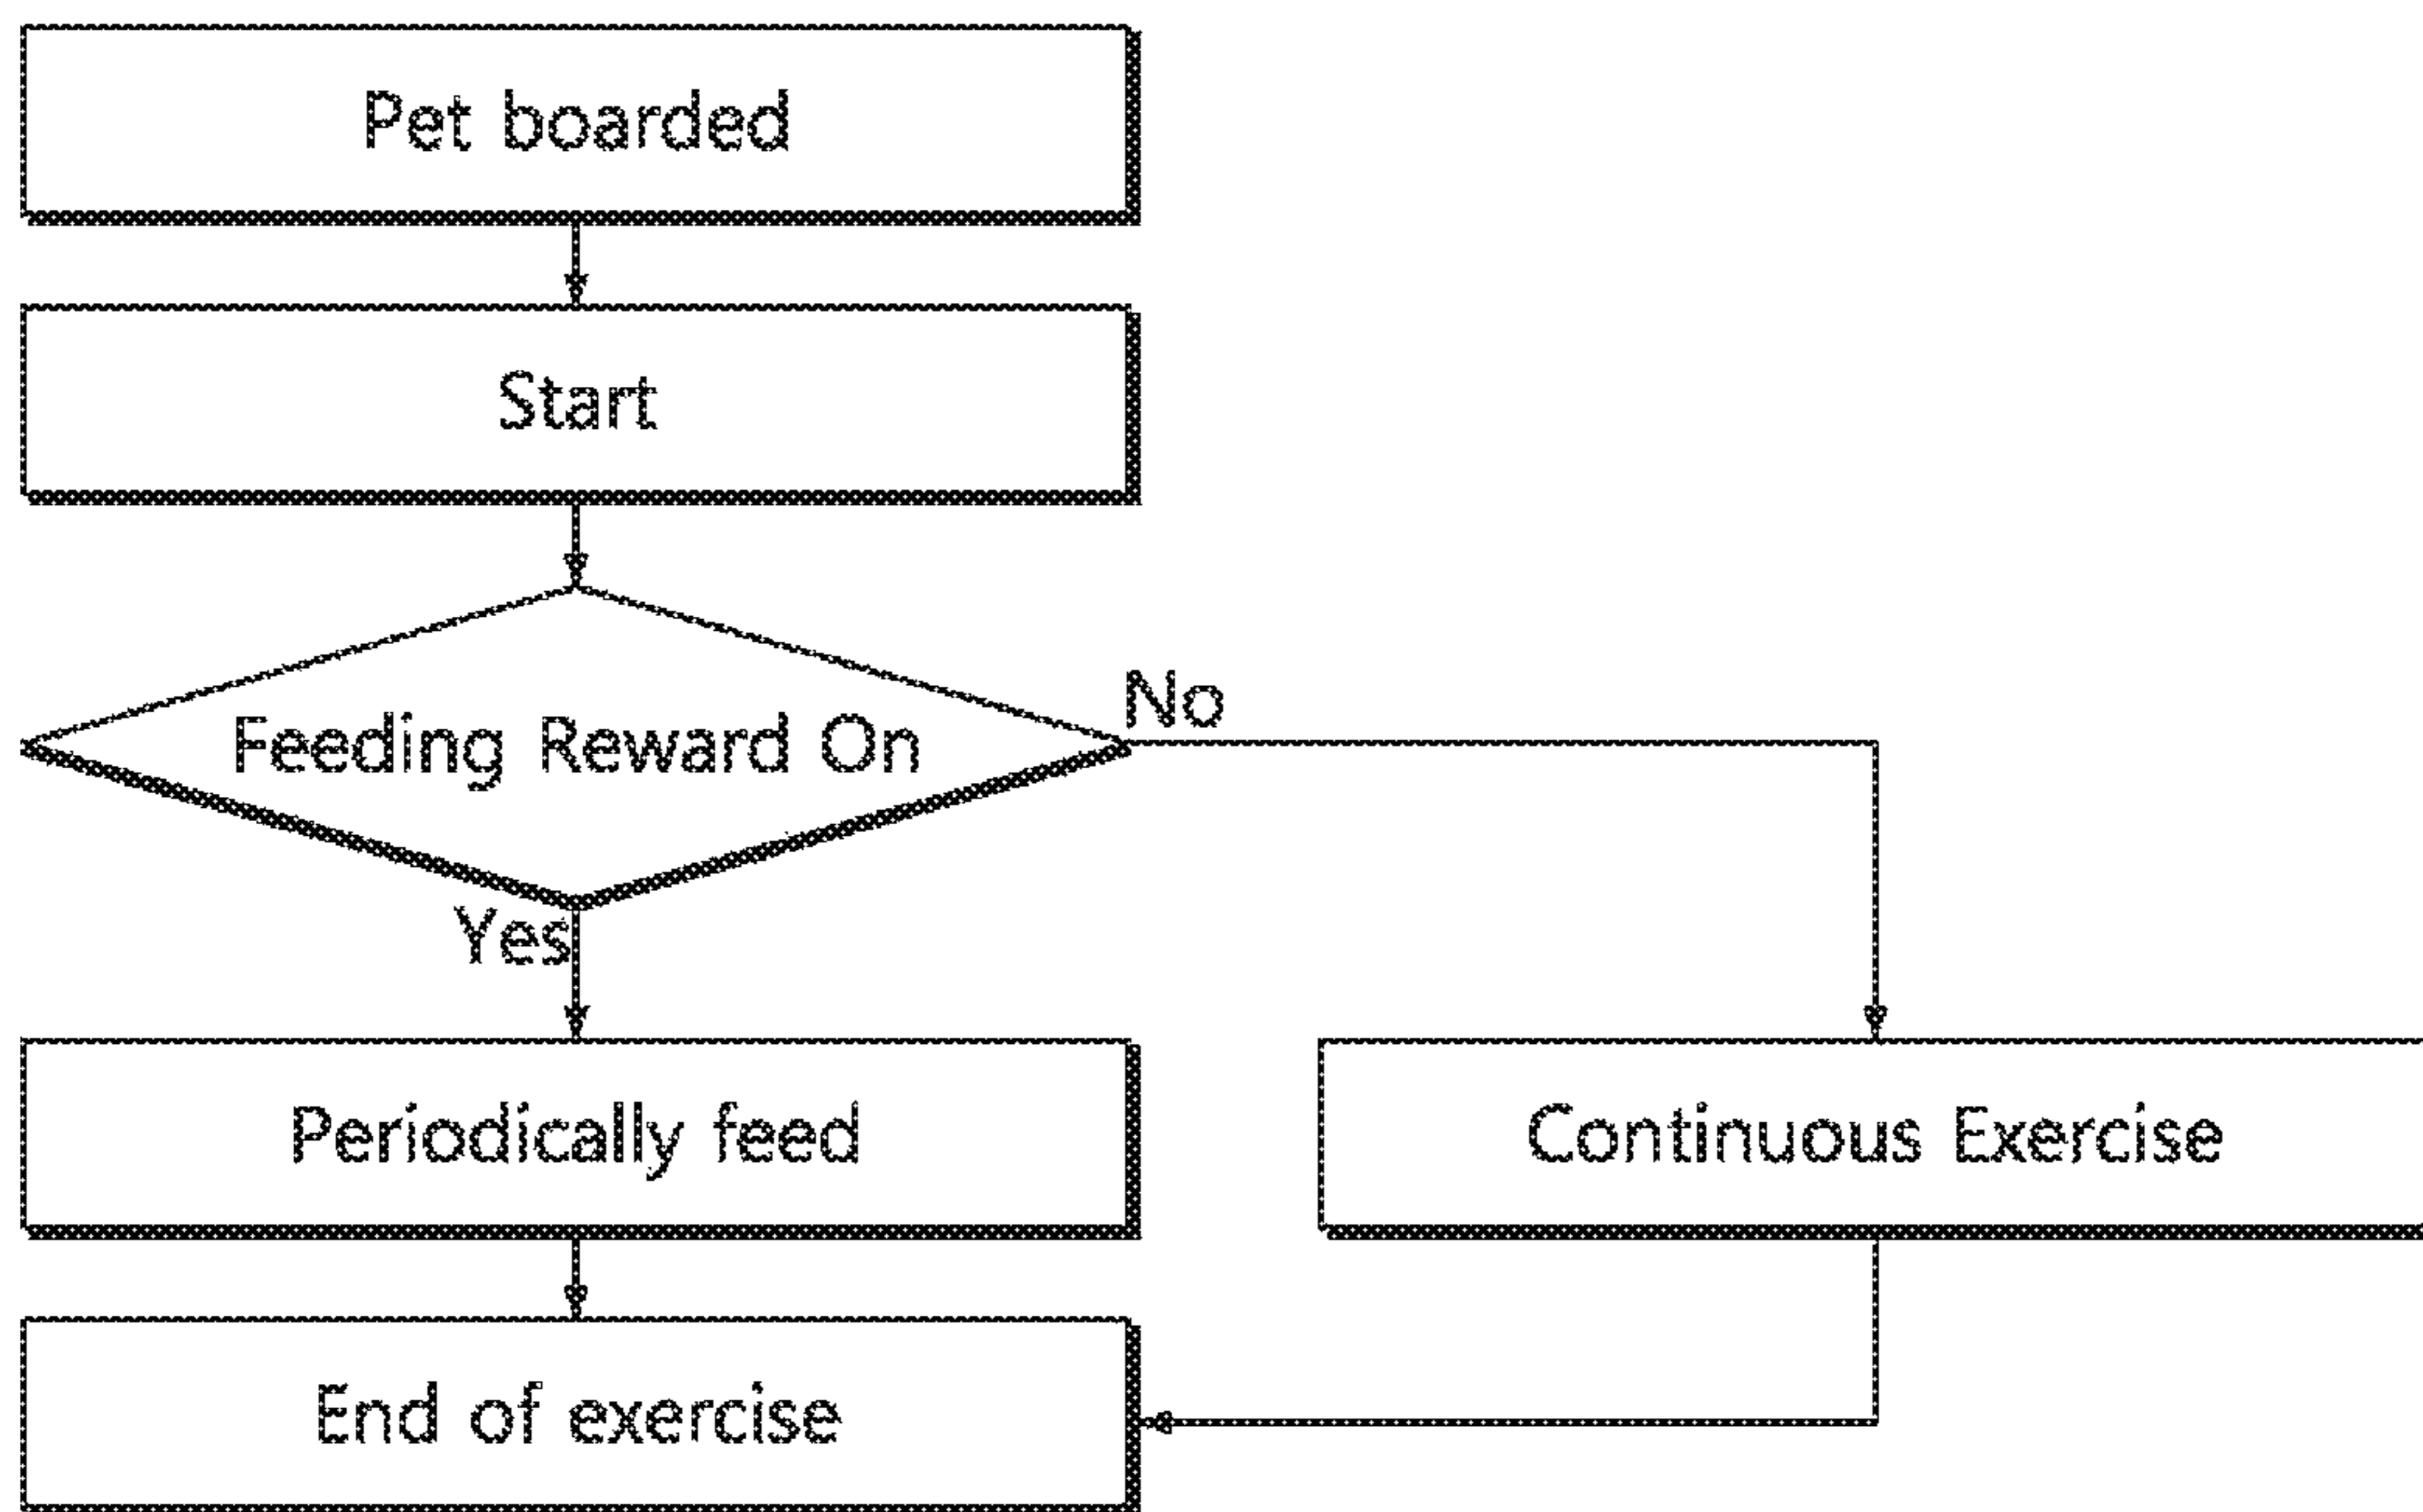 Pet boarded
Start
Feeding Reward On
No
Yes
Periodically feed
Continuous Exercise
End of exercise